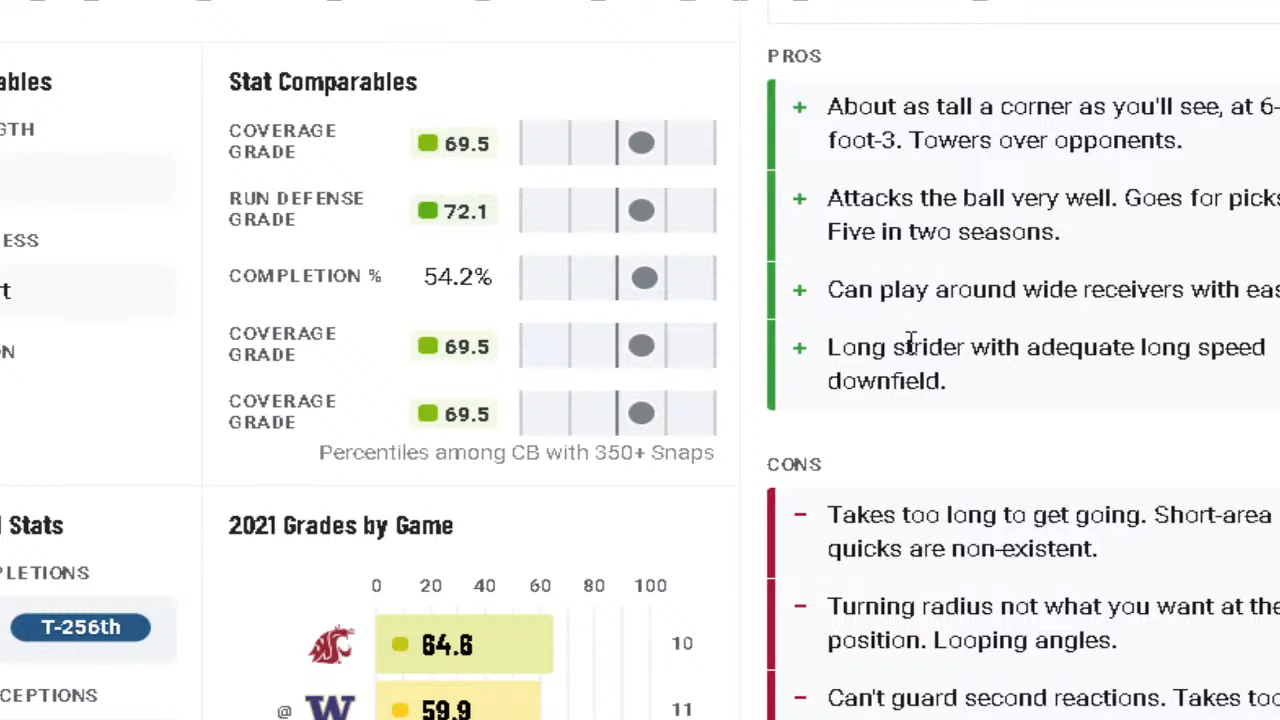 ables
GTH
ESS
rt
ON
Stat Comparables
COVERAGE
GRADE
69.5
RUN DEFENSE
GRADE
72.1
COMPLETION %
54.2%
COVERAGE
GRADE
69.5
COVERAGE
GRADE
69.5
Percentiles among CB with 350+ Snaps
l Stats
PLETIONS
T-256th
CEPTIONS
2021 Grades by Game
0 20 40 60 80 100
64.6
10
@ W
59.9
11
PROS
+ About as tall a corner as you'll see, at 6-
foot-3. Towers over opponents.
+ Attacks the ball very well. Goes for picks
Five in two seasons.
+ Can play around wide receivers with eas
+ Long strider with adequate long speed
downfield.
CONS
– Takes too long to get going. Short-area
quicks are non-existent.
– Turning radius not what you want at the
position. Looping angles.
– Can't guard second reactions. Takes too